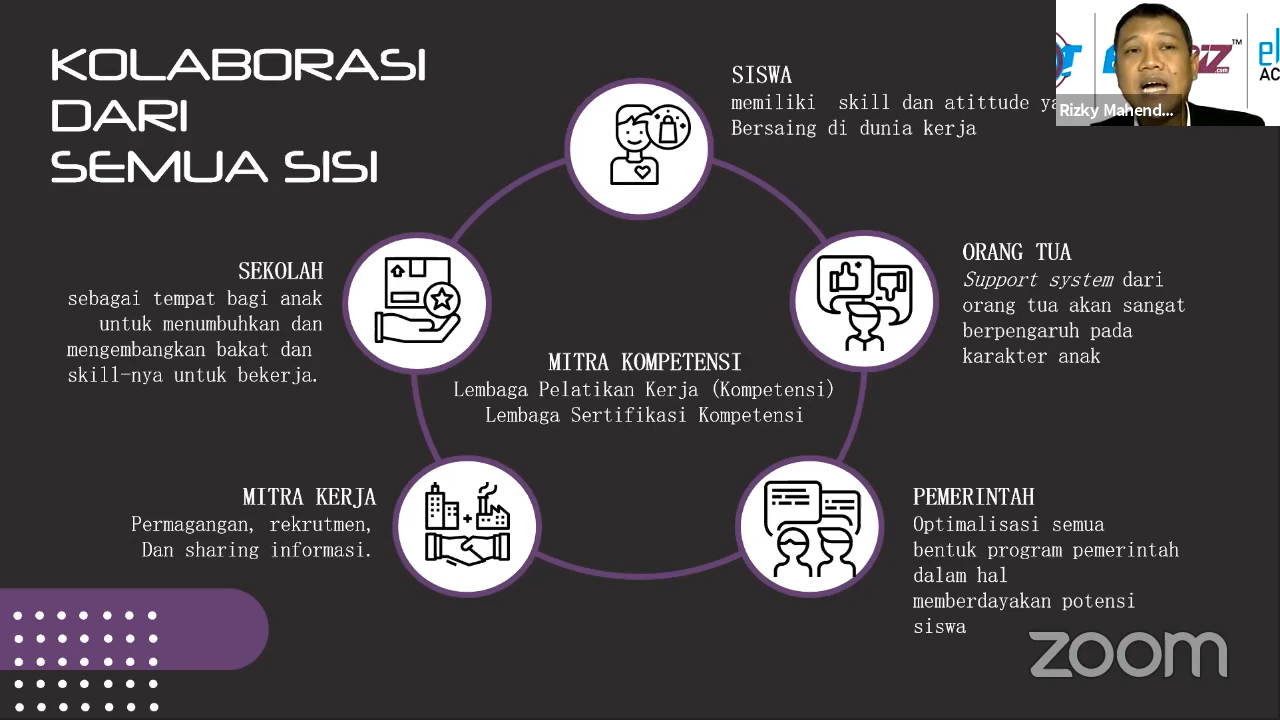 KOLABORASI
DARI
SEMUA SISI
SISWA
memiliki skill dan atittude
Bersaing di dunia kerja
Rizky Mahend...
SEKOLAH
sebagai tempat bagi anak
untuk menumbuhkan dan
mengembangkan bakat dan
skill-nya untuk bekerja.
ORANG TUA
Support system dari
orang tua akan sangat
berpengaruh pada
karakter anak
MITRA KOMPETENSI
Lembaga Pelatikan Kerja (Kompetensi)
Lembaga Sertifikasi Kompetensi
MITRA KERJA
Permagangan, rekrutmen,
Dan sharing informasi.
PEMERINTAH
Optimalisasi semua
bentuk program pemerintah
dalam hal
memberdayakan potensi
siswa
zoom